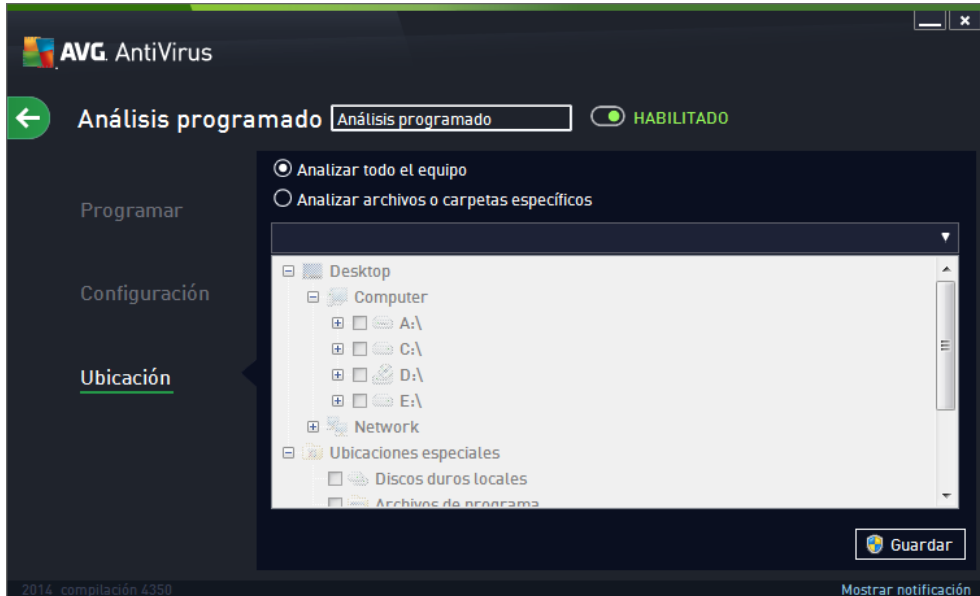 AVG. AntiVirus
Análisis programado Análisis programado HABILITADO
Analizar todo el equipo
Analizar archivos o carpetas específicos
Programar
Configuración
Ubicación
Desktop
Computer
A:\
C:\
D:\
E:\
Network
Ubicaciones especiales
Discos duros locales
Archivos de programa
Guardar
2014 compilación 4350
Mostrar notificación